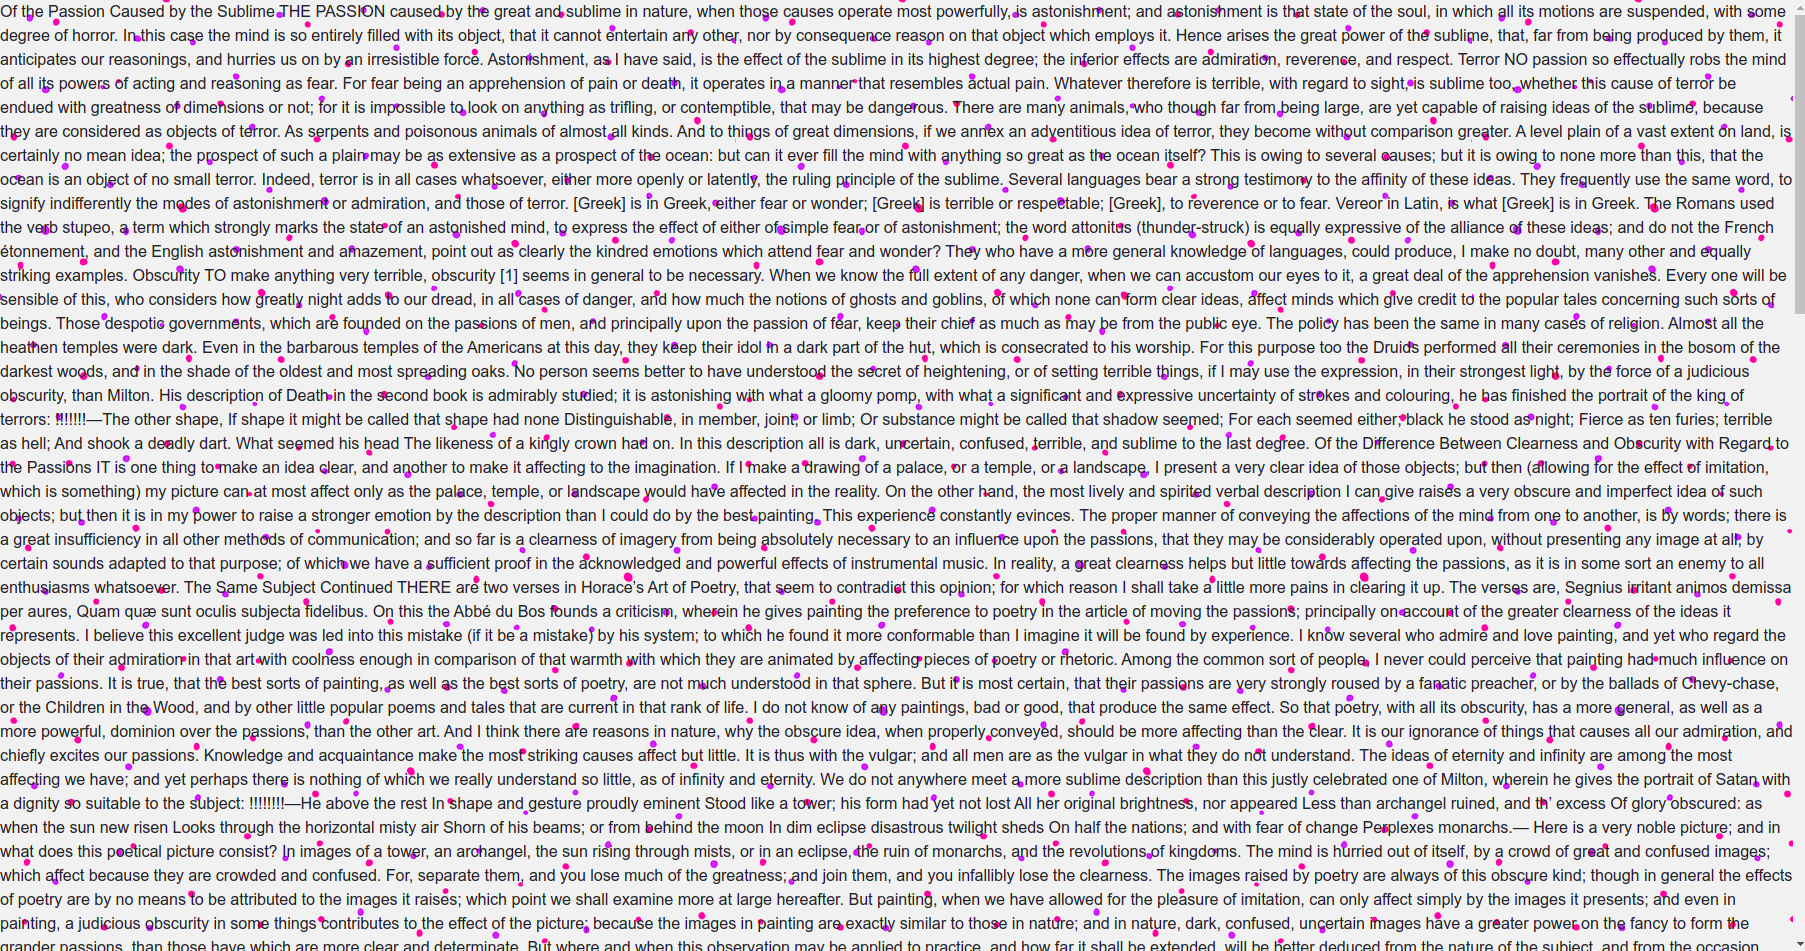 Of the Passion Caused by the Sublime THE PASSION caused by the great and sublime in nature, when those causes operate most powerfully, is astonishment; and astonishment is that state of the soul, in which all its motions are suspended, with some
degree of horror. In this case the mind is so entirely filled with its object, that it cannot entertain any other, nor by consequence reason on that object which employs it. Hence arises the great power of the sublime, that, far from being produced by them, it
anticipates our reasonings, and hurries us on by an irresistible force. Astonishment, as I have said, is the effect of the sublime in its highest degree; the inferior effects are admiration, reverence, and respect. Terror NO passion so effectually robs the mind
of all its powers of acting and reasoning as fear. For fear being an apprehension of pain or death, it operates in a manner that resembles actual pain. Whatever therefore is terrible, with regard to sight, is sublime too, whether this cause of terror be
endued with greatness of dimensions or not; for it is impossible to look on anything as trifling, or contemptible, that may be dangerous. There are many animals, who though far from being large, are yet capable of raising ideas of the sublime, because
they are considered as objects of terror. As serpents and poisonous animals of almost all kinds. And to things of great dimensions, if we annex an adventitious idea of terror, they become without comparison greater. A level plain of a vast extent on land, is
certainly no mean idea; the prospect of such a plain may be as extensive as a prospect of the ocean: but can it ever fill the mind with anything so great as the ocean itself? This is owing to several causes; but it is owing to none more than this, that the
ocean is an object of no small terror. Indeed, terror is in all cases whatsoever, either more openly or latently, the ruling principle of the sublime. Several languages bear a strong testimony to the affinity of these ideas. They frequently use the same word, to
signify indifferently the modes of astonishment or admiration, and those of terror. [Greek] is in Greek, either fear or wonder; [Greek] is terrible or respectable; [Greek], to reverence or to fear. Vereor in Latin, is what [Greek] is in Greek. The Romans used
the verb stupeo, a term which strongly marks the state of an astonished mind, to express the effect of either of simple fear or of astonishment; the word attonitus (thunder-struck) is equally expressive of the alliance of these ideas; and do not the French
étonnement, and the English astonishment and amazement, point out as clearly the kindred emotions which attend fear and wonder? They who have a more general knowledge of languages, could produce, I make no doubt, many other and equally
striking examples. Obscurity TO make anything very terrible, obscurity [1] seems in general to be necessary. When we know the full extent of any danger, when we can accustom our eyes to it, a great deal of the apprehension vanishes. Every one will be
sensible of this, who considers how greatly night adds to our dread, in all cases of danger, and how much the notions of ghosts and goblins, of which none can form clear ideas, affect minds which give credit to the popular tales concerning such sorts of
beings. Those despotic governments, which are founded on the passions of men, and principally upon the passion of fear, keep their chief as much as may be from the public eye. The policy has been the same in many cases of religion. Almost all the
heathen temples were dark. Even in the barbarous temples of the Americans at this day, they keep their idol in a dark part of the hut, which is consecrated to his worship. For this purpose too the Druids performed all their ceremonies in the bosom of the
darkest woods, and in the shade of the oldest and most spreading oaks. No person seems better to have understood the secret of heightening, or of setting terrible things, if I may use the expression, in their strongest light, by the force of a judicious
obscurity, than Milton. His description of Death in the second book is admirably studied; it is astonishing with what a gloomy pomp, with what a significant and expressive uncertainty of strokes and colouring, he has finished the portrait of the king of
terrors: !!!!!!!!—The other shape, If shape it might be called that shape had none Distinguishable, in member, joint, or limb; Or substance might be called that shadow seemed; For each seemed either; black he stood as night; Fierce as ten furies; terrible
as hell; And shook a deadly dart. What seemed his head The likeness of a kingly crown had on. In this description all is dark, uncertain, confused, terrible, and sublime to the last degree. Of the Difference Between Clearness and Obscurity with Regard to
the Passions IT is one thing to make an idea clear, and another to make it affecting to the imagination. If I make a drawing of a palace, or a temple, or a landscape, I present a very clear idea of those objects; but then (allowing for the effect of imitation,
which is something) my picture can at most affect only as the palace, temple, or landscape would have affected in the reality. On the other hand, the most lively and spirited verbal description I can give raises a very obscure and imperfect idea of such
objects; but then it is in my power to raise a stronger emotion by the description than I could do by the best painting. This experience constantly evinces. The proper manner of conveying the affections of the mind from one to another, is by words; there is
a great insufficiency in all other methods of communication; and so far is a clearness of imagery from being absolutely necessary to an influence upon the passions, that they may be considerably operated upon, without presenting any image at all, by
certain sounds adapted to that purpose; of which we have a sufficient proof in the acknowledged and powerful effects of instrumental music. In reality, a great clearness helps but little towards affecting the passions, as it is in some sort an enemy to all
enthusiasms whatsoever. The Same Subject Continued THERE are two verses in Horace's Art of Poetry, that seem to contradict this opinion; for which reason I shall take a little more pains in clearing it up. The verses are, Segnius irritant animos demissa
per aures, Quam quæ sunt oculis subjecta fidelibus. On this the Abbé du Bos founds a criticism, wherein he gives painting the preference to poetry in the article of moving the passions; principally on account of the greater clearness of the ideas it
represents. I believe this excellent judge was led into this mistake (if it be a mistake) by his system; to which he found it more conformable than I imagine it will be found by experience. I know several who admire and love painting, and yet who regard the
objects of their admiration in that art with coolness enough in comparison of that warmth with which they are animated by affecting pieces of poetry or rhetoric. Among the common sort of people, I never could perceive that painting had much influence on
their passions. It is true, that the best sorts of painting, as well as the best sorts of poetry, are not much understood in that sphere. But it is most certain, that their passions are very strongly roused by a fanatic preacher, or by the ballads of Chevy-chase,
or the Children in the Wood, and by other little popular poems and tales that are current in that rank of life. I do not know of any paintings, bad or good, that produce the same effect. So that poetry, with all its obscurity, has a more general, as well as a
more powerful, dominion over the passions, than the other art. And I think there are reasons in nature, why the obscure idea, when properly conveyed, should be more affecting than the clear. It is our ignorance of things that causes all our admiration, and
chiefly excites our passions. Knowledge and acquaintance make the most striking causes affect but little. It is thus with the vulgar; and all men are as the vulgar in what they do not understand. The ideas of eternity and infinity are among the most
affecting we have; and yet perhaps there is nothing of which we really understand so little, as of infinity and eternity. We do not anywhere meet a more sublime description than this justly celebrated one of Milton, wherein he gives the portrait of Satan with
a dignity so suitable to the subject: !!!!!!!!—He above the rest In shape and gesture proudly eminent Stood like a tower; his form had yet not lost All her original brightness, nor appeared Less than archangel ruined, and th' excess Of glory obscured: as
when the sun new risen Looks through the horizontal misty air Shorn of his beams; or from behind the moon In dim eclipse disastrous twilight sheds On half the nations; and with fear of change Perplexes monarchs.— Here is a very noble picture; and in
what does this poetical picture consist? In images of a tower, an archangel, the sun rising through mists, or in an eclipse, the ruin of monarchs, and the revolutions of kingdoms. The mind is hurried out of itself, by a crowd of great and confused images;
which affect because they are crowded and confused. For, separate them, and you lose much of the greatness; and join them, and you infallibly lose the clearness. The images raised by poetry are always of this obscure kind; though in general the effects
of poetry are by no means to be attributed to the images it raises; which point we shall examine more at large hereafter. But painting, when we have allowed for the pleasure of imitation, can only affect simply by the images it presents; and even in
painting, a judicious obscurity in some things contributes to the effect of the picture; because the images in painting are exactly similar to those in nature; and in nature, dark, confused, uncertain images have a greater power on the fancy to form the
grander passions, than those have which are more clear and determinate. But where and when this observation may be applied to practice, and how far it shall be extended, will be better deduced from the nature of the subject, and from the occasion,